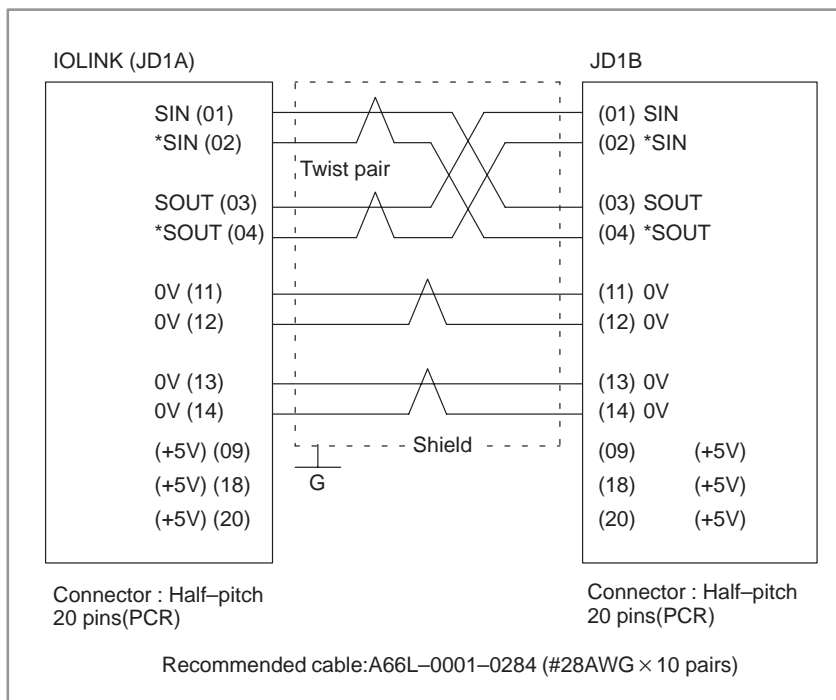 IOLINK (JD1A) JD1B
SIN (01) (01) SIN
*SIN (02) (02) *SIN
Twist pair
SOUT (03) (03) SOUT
*SOUT (04) (04) *SOUT
0V (11) (11) 0V
0V (12) (12) 0V
0V (13) (13) 0V
0V (14) (14) 0V
Shield
(+5V) (09) (09) (+5V)
G
(+5V) (18) (18) (+5V)
(+5V) (20) (20) (+5V)
Connector : Half–pitch
20 pins(PCR)
Connector : Half–pitch
20 pins(PCR)
Recommended cable:A66L–0001–0284 (#28AWG × 10 pairs)